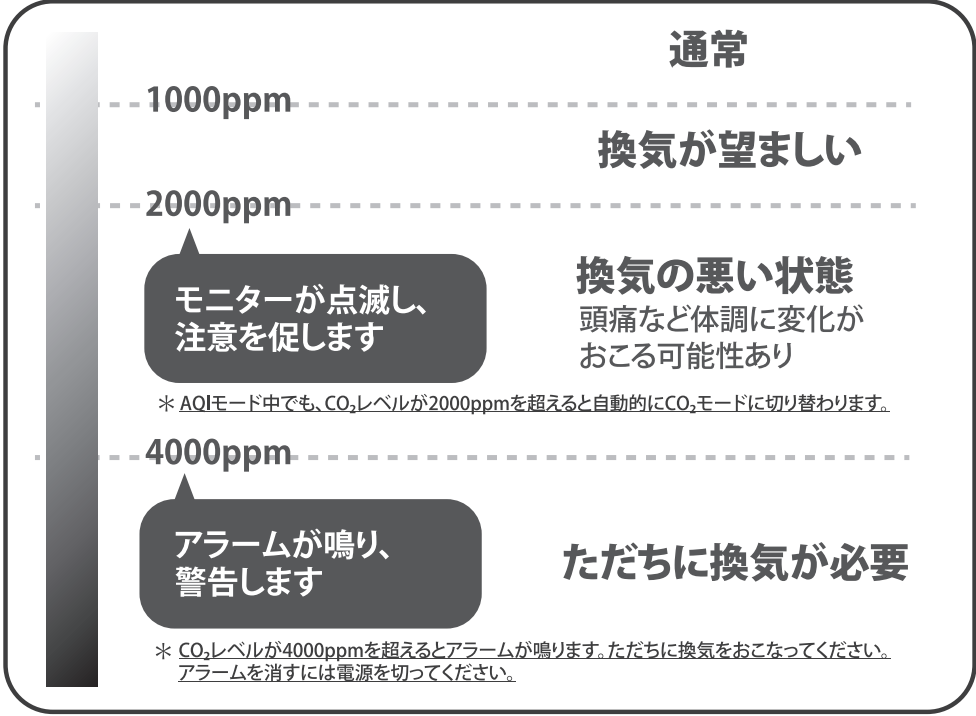 通常
1000ppm
換気が望ましい
2000ppm
モニターが点滅し、
注意を促します
換気の悪い状態
頭痛など体調に変化が
おこる可能性あり
＊ AQIモード中でも、CO₂レベルが2000ppmを超えると自動的にCO₂モードに切り替わります。
4000ppm
アラームが鳴り、
警告します
ただちに換気が必要
＊ CO₂レベルが4000ppmを超えるとアラームが鳴ります。ただちに換気をおこなってください。
アラームを消すには電源を切ってください。